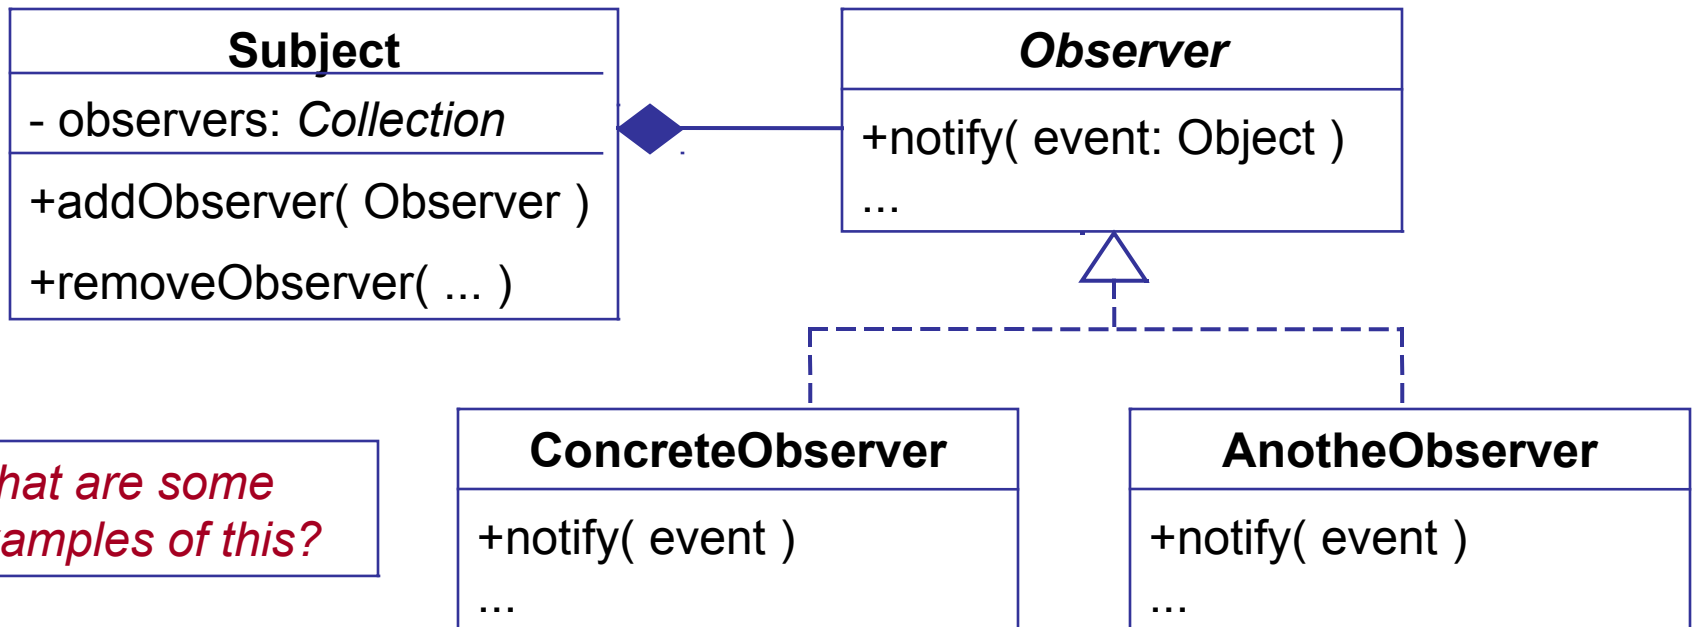 Subject
- observers: Collection
+addObserver( Observer )
+removeObserver( ... )
Observer
+notify( event: Object )
...
hat are some
amples of this?
ConcreteObserver
+notify( event )
...
AnotheObserver
+notify( event )
...